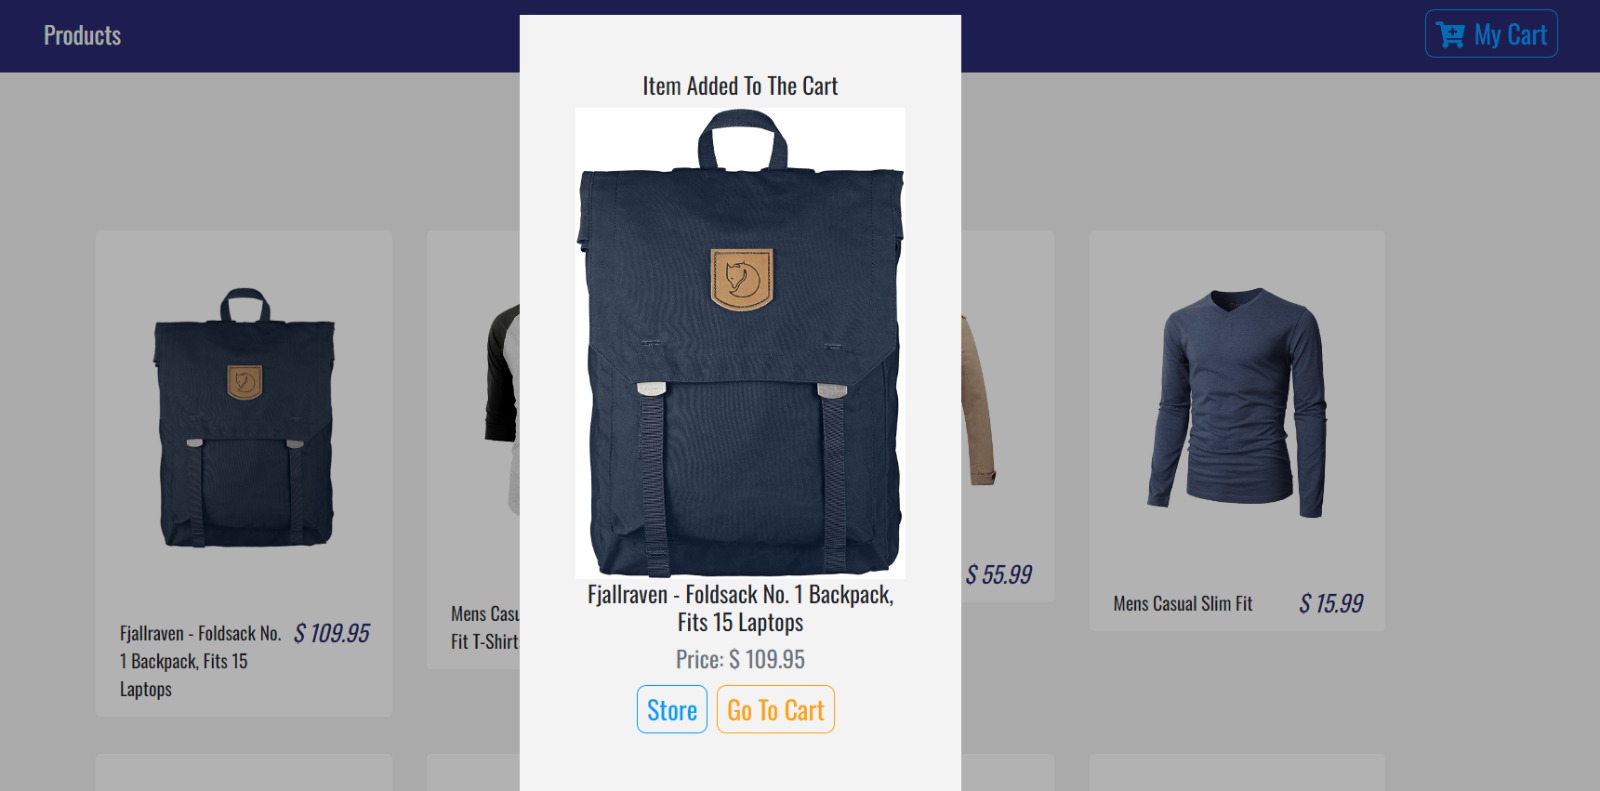 Products
My Cart
Item Added To The Cart
Fjallraven - Foldsack No. 1 Backpack,
Fits 15 Laptops
Price: $ 109.95
Store
Go To Cart
Fjallraven - Foldsack No.
1 Backpack, Fits 15
Laptops
$ 109.95
Mens Casu
Fit T-Shirt
$ 55.99
Mens Casual Slim Fit
$ 15.99